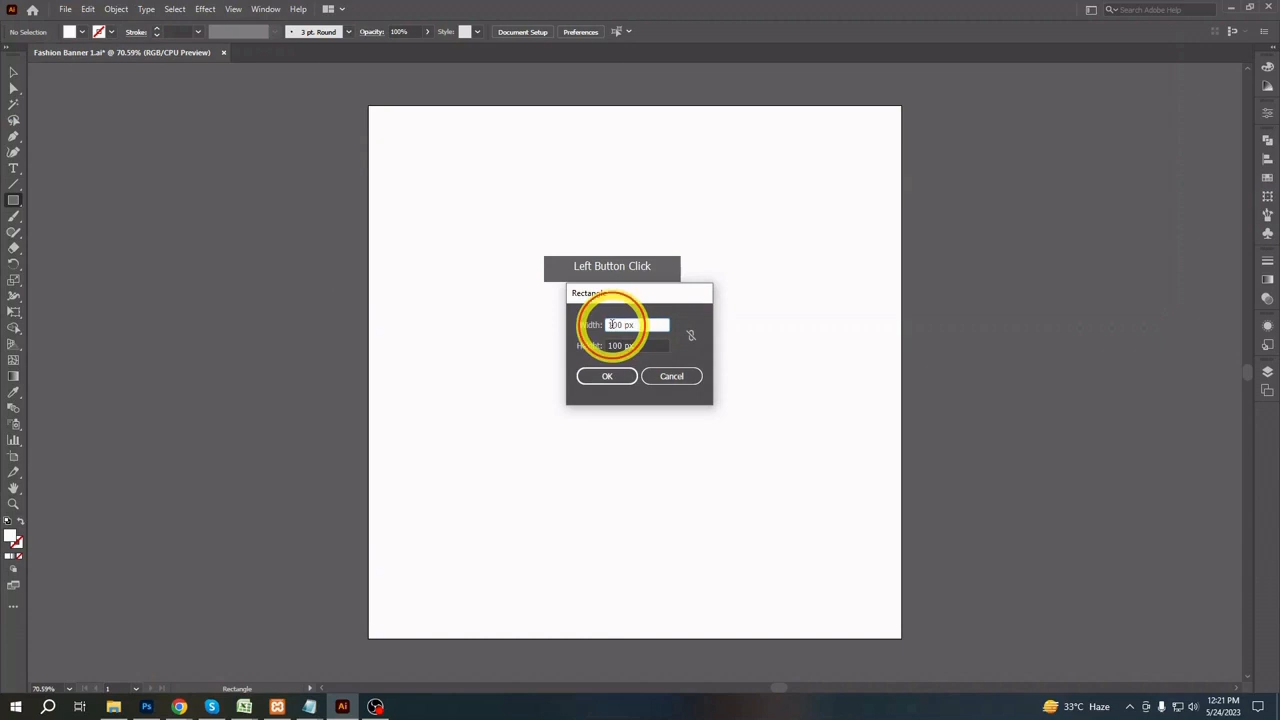 Ai File Edit Object Type Select Effect View Window Help
Search Adobe Help
No Selection Stroke: 3 pt. Round Opacity: 100% Style: Document Setup Preferences
Fashion Banner 1.ai* @ 70.59% (RGB/CPU Preview) ×
Left Button Click
Rectangle
Width: 100 px
Height: 100 px
OK Cancel
70.59% 1 Rectangle
33°C Haze
12:21 PM
5/24/2023